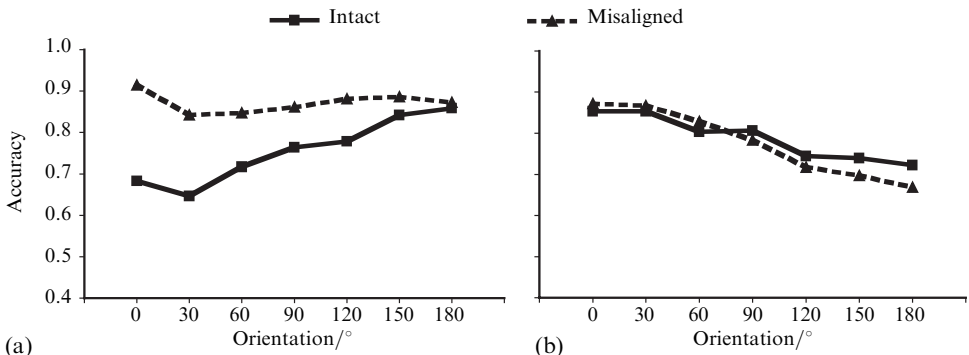 Intact Misaligned
1.0
0.9
0.8
0.7
0.6
0.5
0.4
Accuracy
0 30 60 90 120 150 180
Orientation/°
(a)
0 30 60 90 120 150 180
Orientation/°
(b)